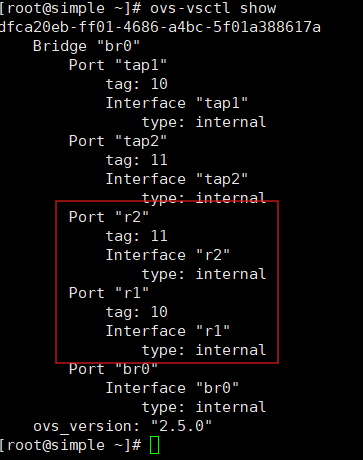 [root@simple ~]# ovs-vsctl show
dfca20eb-ff01-4686-a4bc-5f01a388617a
    Bridge "br0"
        Port "tap1"
            tag: 10
            Interface "tap1"
                type: internal
        Port "tap2"
            tag: 11
            Interface "tap2"
                type: internal
        Port "r2"
            tag: 11
            Interface "r2"
                type: internal
        Port "r1"
            tag: 10
            Interface "r1"
                type: internal
        Port "br0"
            Interface "br0"
                type: internal
    ovs_version: "2.5.0"
[root@simple ~]#